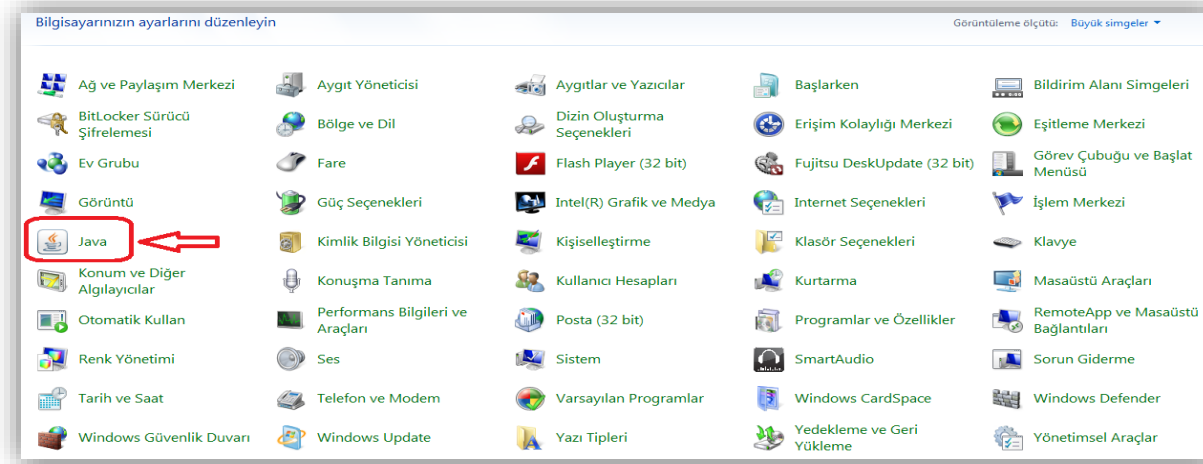 Bilgisayarınızın ayarlarını düzenleyin
Görüntüleme ölçütü: Büyük simgeler
Ağ ve Paylaşım Merkezi
Aygıt Yöneticisi
Aygıtlar ve Yazıcılar
Başlarken
Bildirim Alanı Simgeleri
BitLocker Sürücü
Şifrelemesi
Bölge ve Dil
Dizin Oluşturma
Seçenekleri
Erişim Kolaylığı Merkezi
Eşitleme Merkezi
Ev Grubu
Fare
Flash Player (32 bit)
Fujitsu DeskUpdate (32 bit)
Görev Çubuğu ve Başlat
Menüsü
Görüntü
Güç Seçenekleri
Intel(R) Grafik ve Medya
Internet Seçenekleri
İşlem Merkezi
Java
Kimlik Bilgisi Yöneticisi
Kişiselleştirme
Klasör Seçenekleri
Klavye
Konum ve Diğer
Algılayıcılar
Konuşma Tanıma
Kullanıcı Hesapları
Kurtarma
Masaüstü Araçları
Otomatik Kullan
Performans Bilgileri ve
Araçları
Posta (32 bit)
Programlar ve Özellikler
RemoteApp ve Masaüstü
Bağlantıları
Renk Yönetimi
Ses
Sistem
SmartAudio
Sorun Giderme
Tarih ve Saat
Telefon ve Modem
Varsayılan Programlar
Windows CardSpace
Windows Defender
Windows Güvenlik Duvarı
Windows Update
Yazı Tipleri
Yedekleme ve Geri
Yükleme
Yönetimsel Araçlar